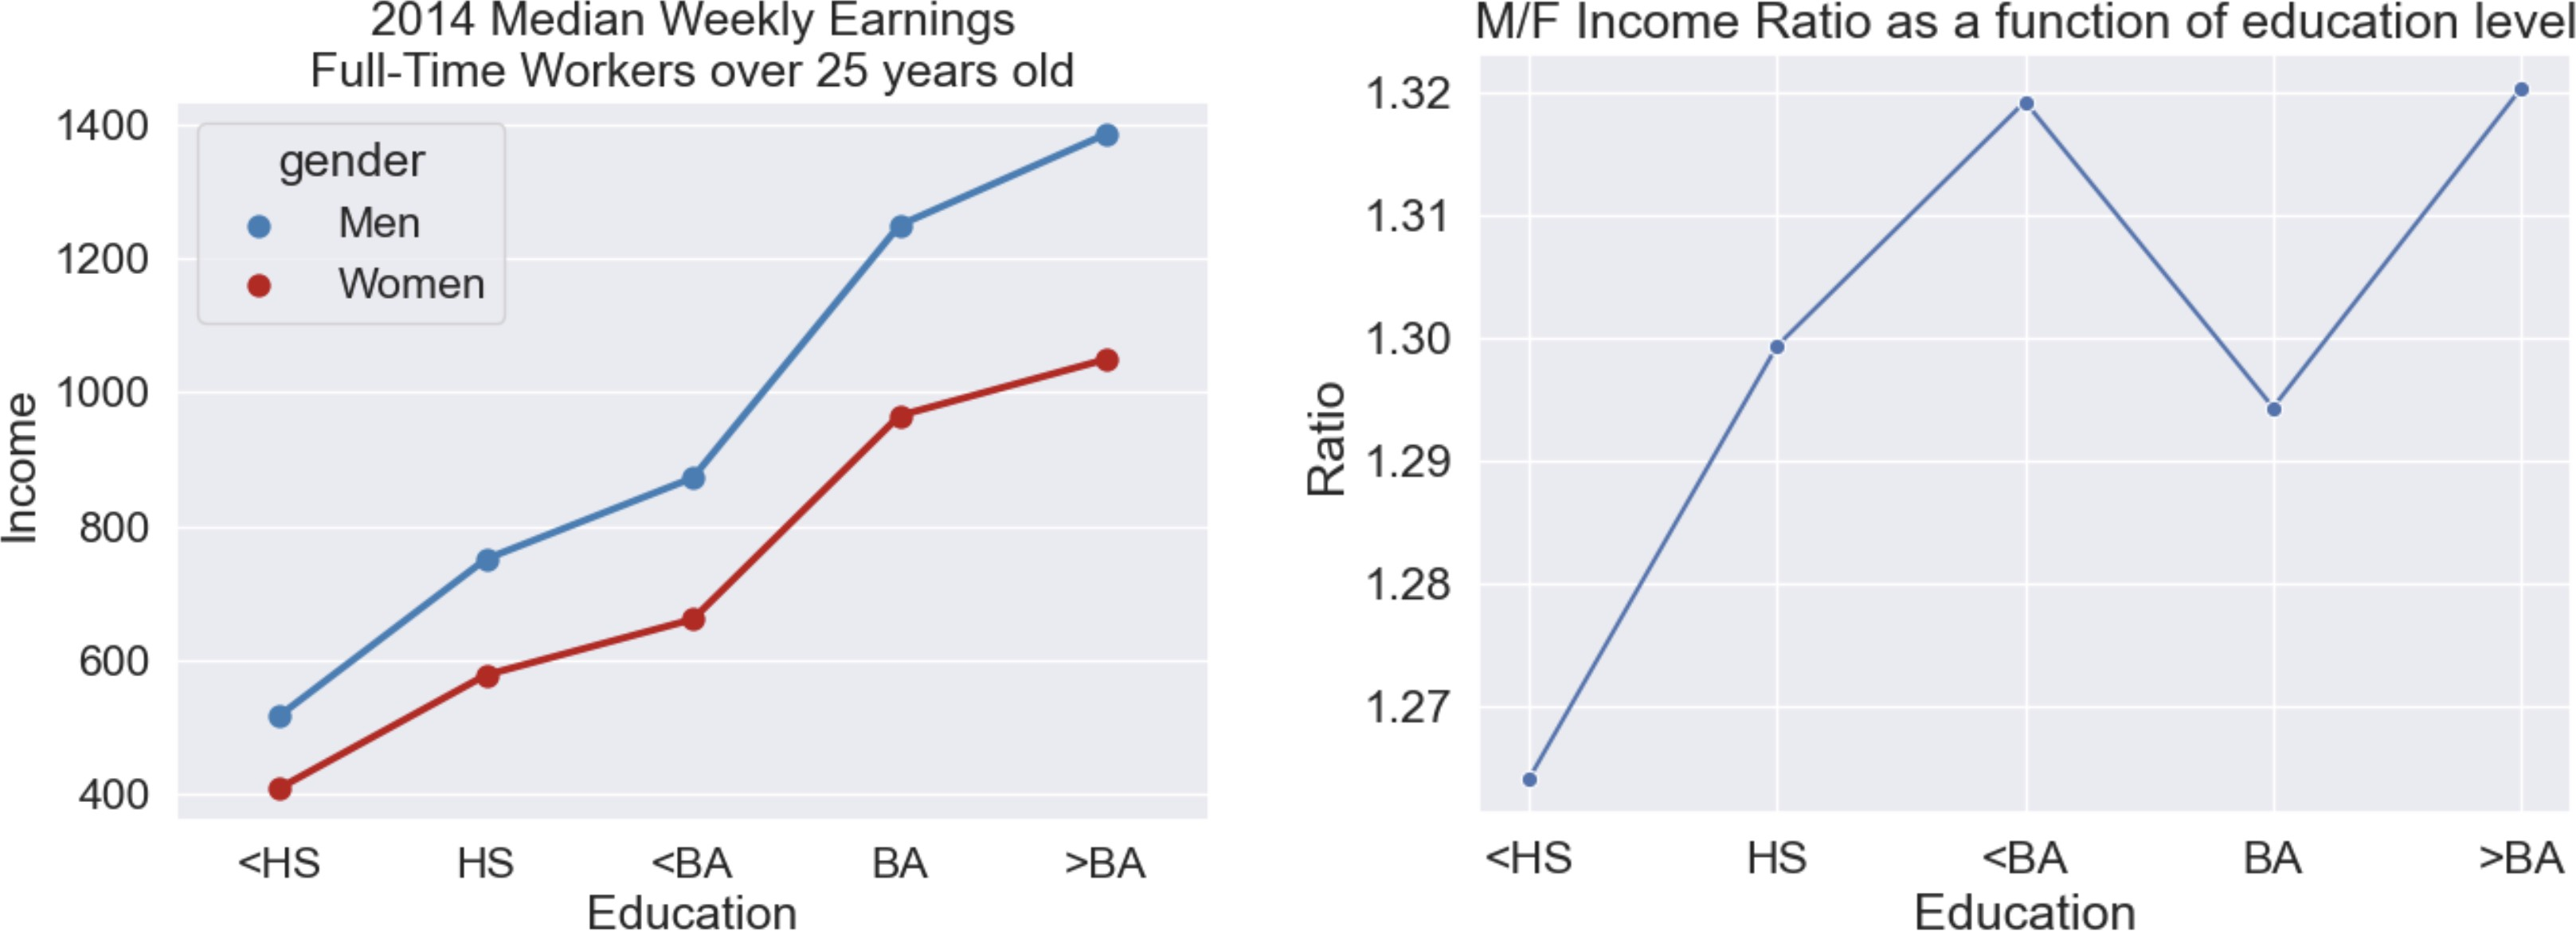 2014 Median Weekly Earnings
Full-Time Workers over 25 years old
1400
1200
1000
800
600
400
Income
gender
Men
Women
<HS HS <BA BA >BA
Education
M/F Income Ratio as a function of education level
1.32
1.31
1.30
1.29
1.28
1.27
Ratio
<HS HS <BA BA >BA
Education